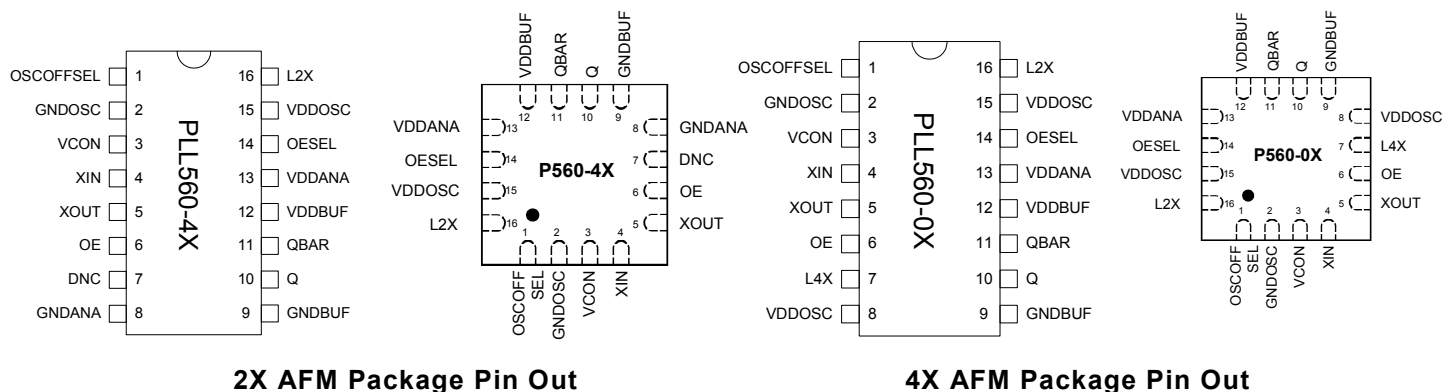 OSCOFFSEL 1 16 L2X
GNDOSC 2 15 VDDOSC
VCON 3 14 OESEL
XIN 4 13 VDDANA
XOUT 5 12 VDDBUF
OE 6 11 QBAR
DNC 7 10 Q
GNDANA 8 9 GNDBUF
PLL560-4X
VDDBUF
QBAR
Q
GNDBUF
12 11 10 9
VDDANA 13 8 GNDANA
OESEL 14 7 DNC
P560-4X
VDDOSC 15 6 OE
L2X 16 5 XOUT
1 2 3 4
OSCOFF
SEL
GNDOSC
VCON
XIN
2X AFM Package Pin Out
OSCOFFSEL 1 16 L2X
GNDOSC 2 15 VDDOSC
VCON 3 14 OESEL
XIN 4 13 VDDANA
XOUT 5 12 VDDBUF
OE 6 11 QBAR
L4X 7 10 Q
VDDOSC 8 9 GNDBUF
PLL560-0X
VDDBUF
QBAR
Q
GNDBUF
12 11 10 9
VDDANA 13 8 VDDOSC
OESEL 14 7 L4X
P560-0X
VDDOSC 15 6 OE
L2X 16 5 XOUT
1 2 3 4
OSCOFF
SEL
GNDOSC
VCON
XIN
4X AFM Package Pin Out